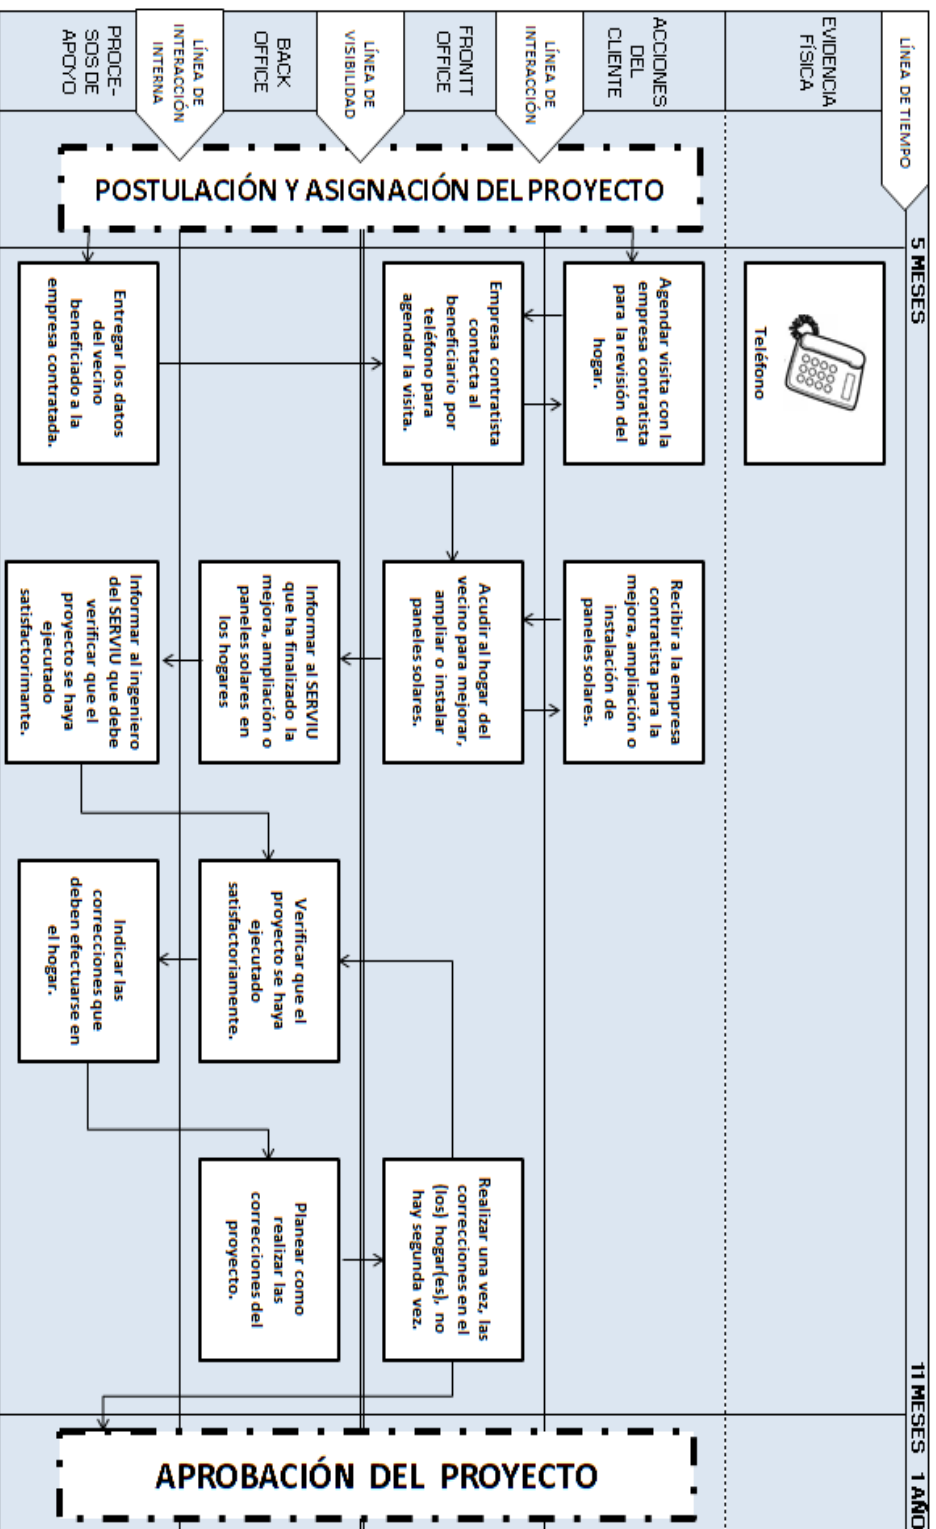 LÍNEA DE TIEMPO
5 MESES
11 MESES
1 AÑO
EVIDENCIA
FÍSICA
Teléfono
ACCIONES
DEL
CLIENTE
Agendar visita con la
empresa contratista
para la revisión del
hogar.
Recibir a la empresa
contratista para la
mejora, ampliación o
instalación de
paneles solares.
LÍNEA DE
INTERACCIÓN
FRONTT
OFFICE
Empresa contratista
contacta al
beneficiario por
teléfono para
agendar la visita.
Acudir al hogar del
vecino para mejorar,
ampliar o instalar
paneles solares.
Realizar una vez, las
correcciones en el
(los) hogar(es), no
hay segunda vez.
LÍNEA DE
VISIBILIDAD
BACK
OFFICE
Informar al SERVIU
que ha finalizado la
mejora, ampliación o
paneles solares en
los hogares
Verificar que el
proyecto se haya
ejecutado
satisfactoriamente.
Planear como
realizar las
correcciones del
proyecto.
LÍNEA DE
INTERACCIÓN
INTERNA
PROCE-
SOS DE
APOYO
Entregar los datos
del vecino
beneficiado a la
empresa contratada.
Informar al ingeniero
del SERVIU que debe
verificar que el
proyecto se haya
ejecutado
satisfactorimante.
Indicar las
correcciones que
deben efectuarse en
el hogar.
POSTULACIÓN Y ASIGNACIÓN DEL PROYECTO
APROBACIÓN DEL PROYECTO